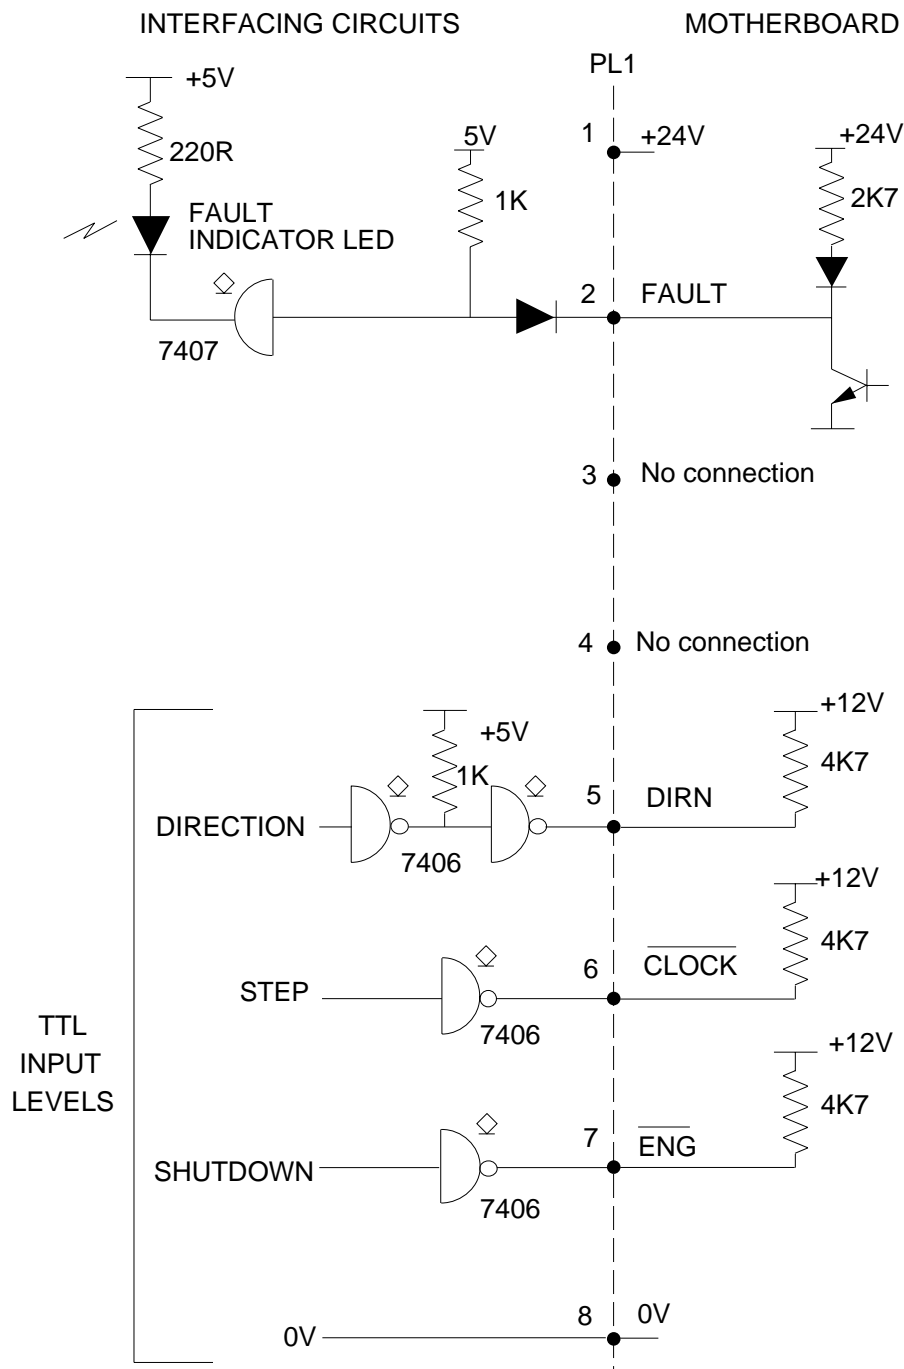 INTERFACING CIRCUITS
MOTHERBOARD
PL1
+5V
220R
FAULT
INDICATOR LED
7407
5V
1K
1
+24V
+24V
2K7
2
FAULT
3
No connection
4
No connection
TTL
INPUT
LEVELS
+5V
1K
DIRECTION
7406
5
DIRN
+12V
4K7
STEP
7406
6
CLOCK
+12V
4K7
SHUTDOWN
7406
7
ENG
+12V
4K7
0V
8
0V